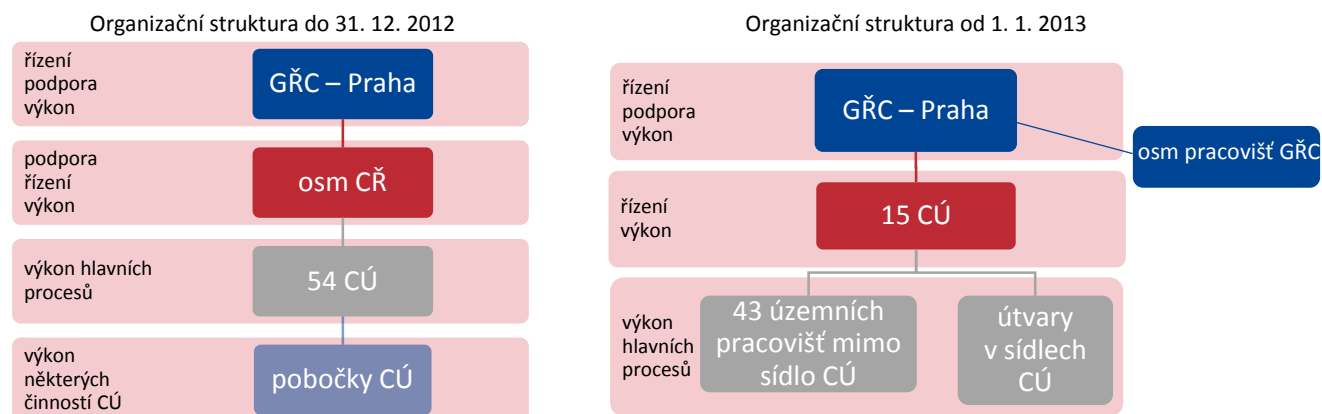 Organizační struktura do 31. 12. 2012
řízení
podpora
výkon
GŘC – Praha
podpora
řízení
výkon
osm CŘ
výkon hlavních
procesů
54 CÚ
výkon
některých
činností CÚ
pobočky CÚ
Organizační struktura od 1. 1. 2013
řízení
podpora
výkon
GŘC – Praha
osm pracovišť GŘC
řízení
výkon
15 CÚ
výkon
hlavních
procesů
43 územních
pracovišť mimo
sídlo CÚ
útvary
v sídlech
CÚ